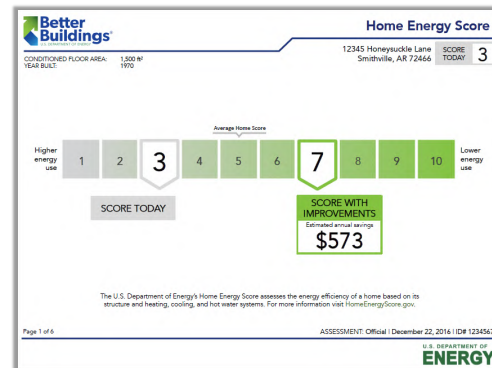 Better
Buildings®
U.S. DEPARTMENT OF ENERGY
Home Energy Score
CONDITIONED FLOOR AREA: 1,500 ft²
YEAR BUILT: 1970
12345 Honeysuckle Lane
Smithville, AR 72466
SCORE
TODAY
3
Average Home Score
Higher
energy
use
1 2 3 4 5 6 7 8 9 10
Lower
energy
use
SCORE TODAY
SCORE WITH
IMPROVEMENTS
Estimated annual savings
$573
The U.S. Department of Energy's Home Energy Score assesses the energy efficiency of a home based on its
structure and heating, cooling, and hot water systems. For more information visit HomeEnergyScore.gov.
Page 1 of 6
ASSESSMENT: Official | December 22, 2016 | ID# 1234567
U.S. DEPARTMENT OF
ENERGY